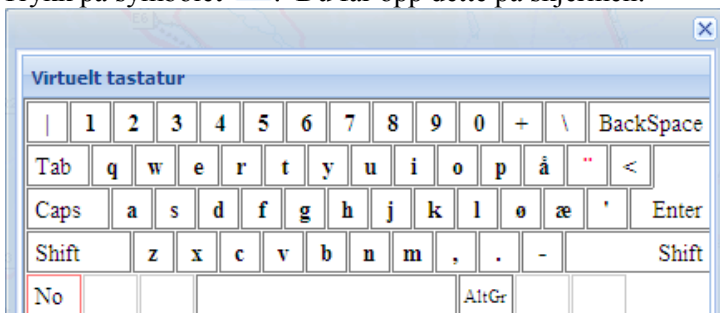 Virtuelt tastatur
| 1 2 3 4 5 6 7 8 9 0 + \ BackSpace
Tab q w e r t y u i o p å ¨ <
Caps a s d f g h j k l ø æ ' Enter
Shift z x c v b n m , . - Shift
No AltGr